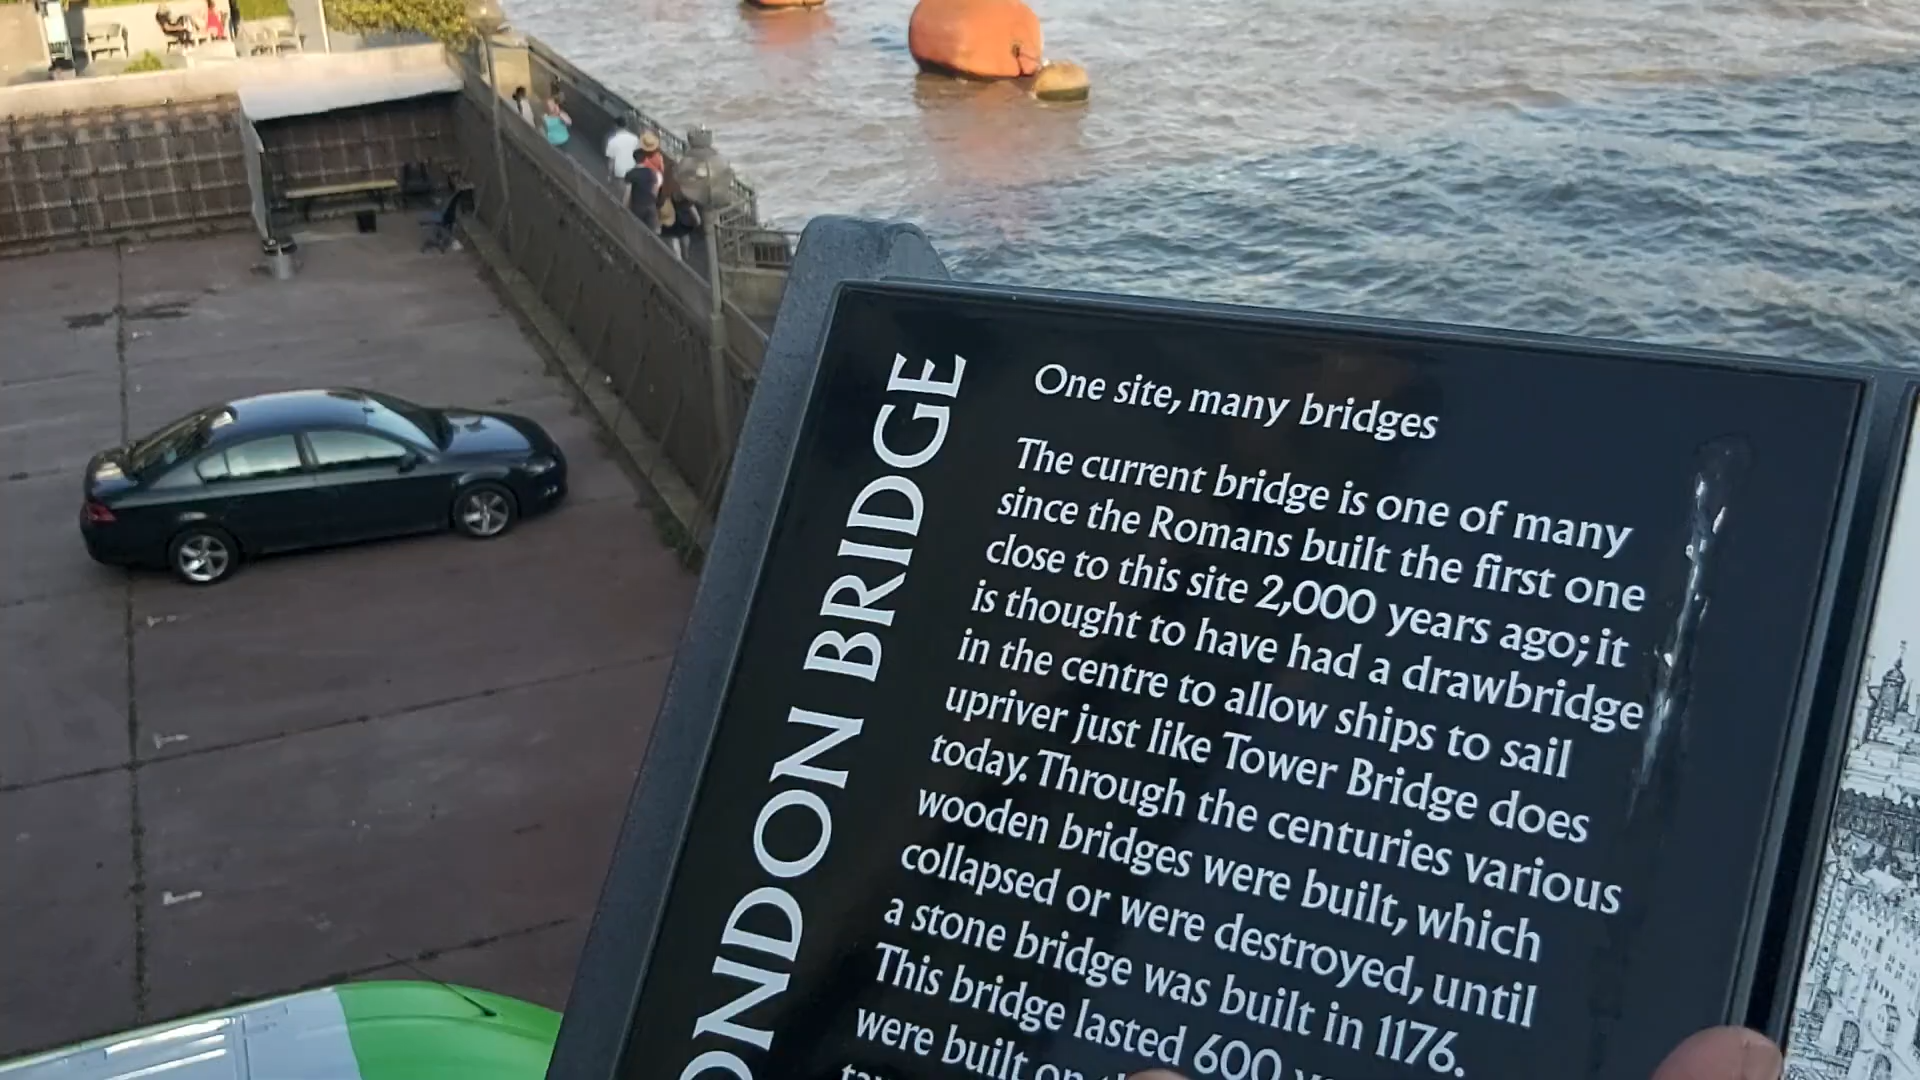 LONDON BRIDGE
One site, many bridges
The current bridge is one of many
since the Romans built the first one
close to this site 2,000 years ago; it
is thought to have had a drawbridge
in the centre to allow ships to sail
upriver just like Tower Bridge does
today. Through the centuries various
wooden bridges were built, which
collapsed or were destroyed, until
a stone bridge was built in 1176.
This bridge lasted 600
were built on